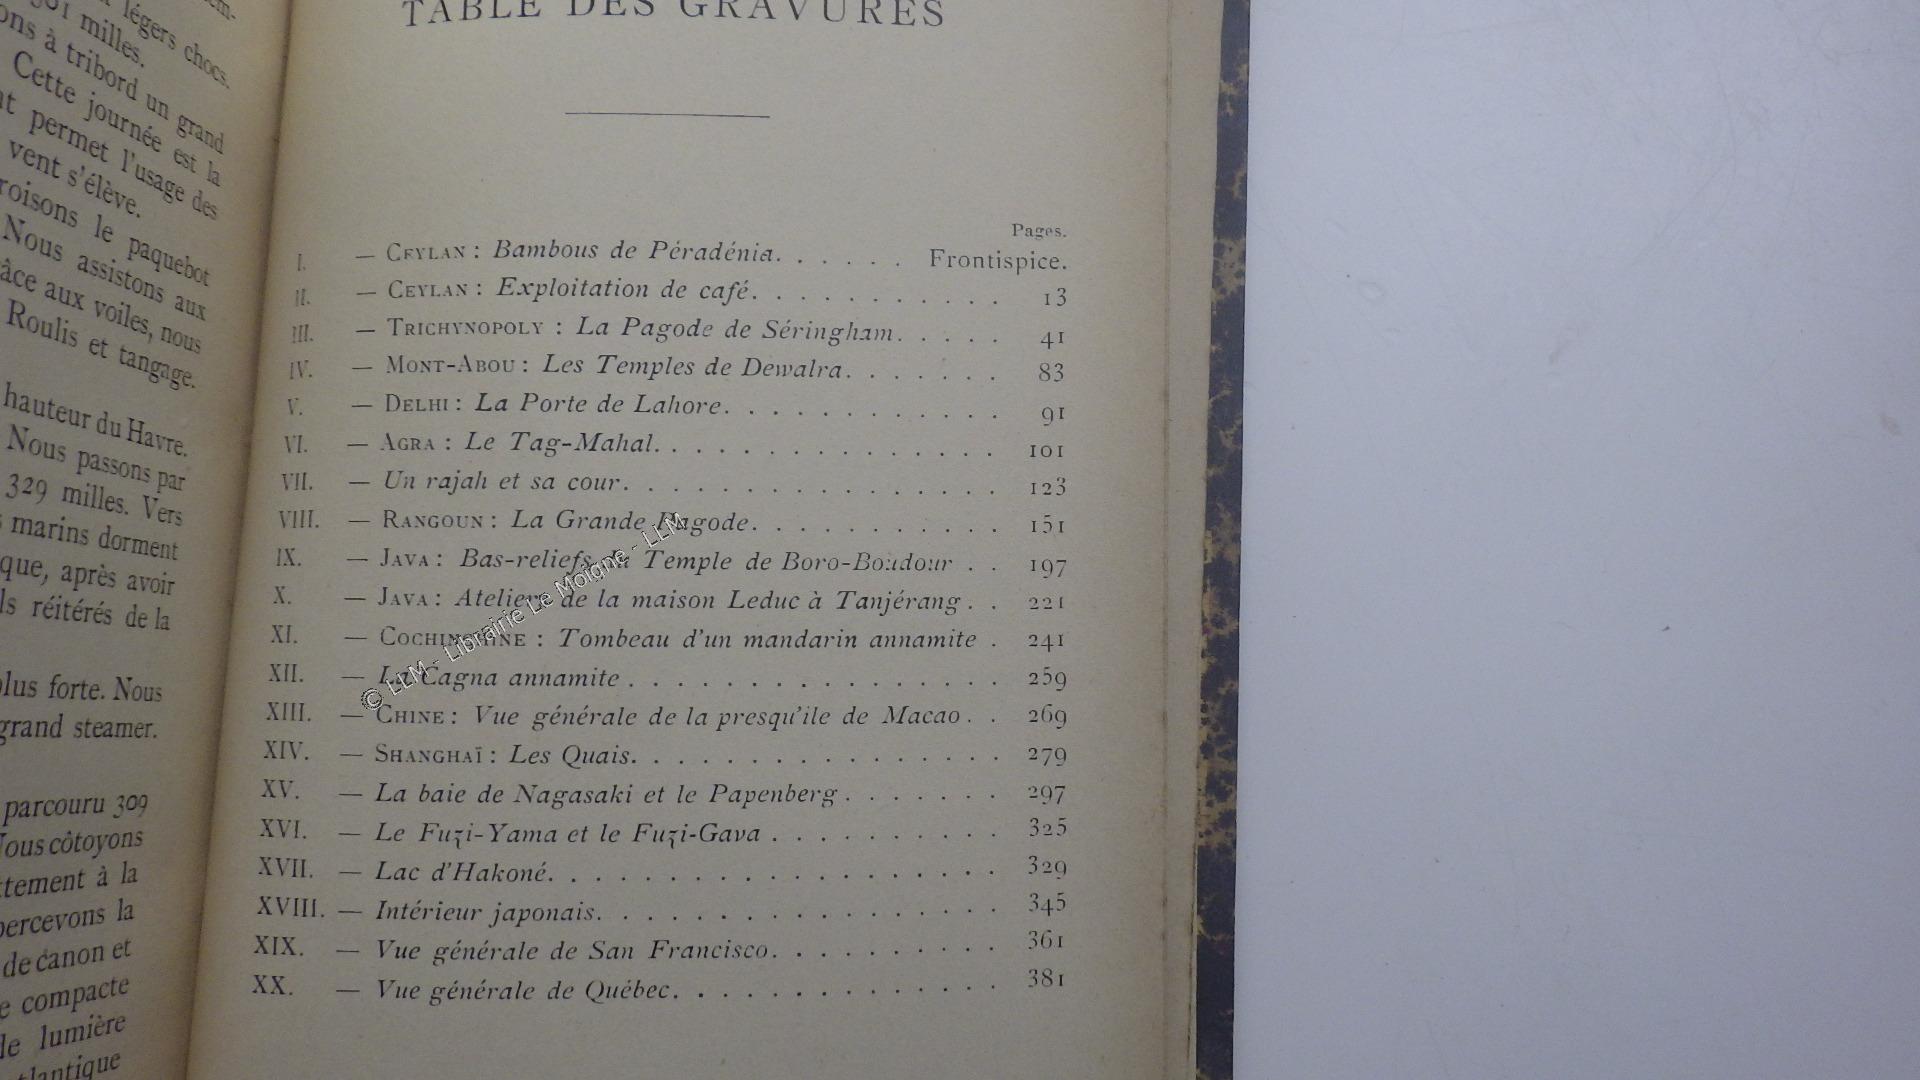 légers chocs.
milles.
à tribord un grand
Cette journée est la
permet l'usage des
vent s'élève.
le paquebot
Nous assistons aux
aux voiles, nous
Roulis et tangage.
hauteur du Havre.
Nous passons par
329 milles. Vers
marins dorment
que, après avoir
réitérés de la
plus forte. Nous
grand steamer.
parcouru 309
Nous côtoyons
à la
percevons la
de canon et
compacte
lumière
TABLE DES GRAVURES
Pages.
I. — CEYLAN : Bambous de Péradénia. . . . . . Frontispice.
II. — CEYLAN : Exploitation de café. . . . . . . . . . . 13
III. — TRICHYNOPOLY : La Pagode de Séringham. . . . . 41
IV. — MONT-ABOU : Les Temples de Dewalra. . . . . . . 83
V. — DELHI : La Porte de Lahore. . . . . . . . . . . . 91
VI. — AGRA : Le Tag-Mahal. . . . . . . . . . . . . . . 101
VII. — Un rajah et sa cour. . . . . . . . . . . . . . . . 123
VIII. — RANGOUN : La Grande Pagode. . . . . . . . . . . 151
IX. — JAVA : Bas-reliefs du Temple de Boro-Boudour . . 197
X. — JAVA : Ateliers de la maison Leduc à Tanjérang . . 221
XI. — COCHINCHINE : Tombeau d'un mandarin annamite . 241
XII. — La Cagna annamite . . . . . . . . . . . . . . . . 259
XIII. — CHINE : Vue générale de la presqu'ile de Macao . . 269
XIV. — SHANGHAÏ : Les Quais. . . . . . . . . . . . . . . . 279
XV. — La baie de Nagasaki et le Papenberg . . . . . . . 297
XVI. — Le Fuzi-Yama et le Fuzi-Gava . . . . . . . . . . 325
XVII. — Lac d'Hakoné. . . . . . . . . . . . . . . . . . . 329
XVIII. — Intérieur japonais. . . . . . . . . . . . . . . . . 345
XIX. — Vue générale de San Francisco. . . . . . . . . . 361
XX. — Vue générale de Québec. . . . . . . . . . . . . . 381
© LLM - Librairie Le Moigne - LLM